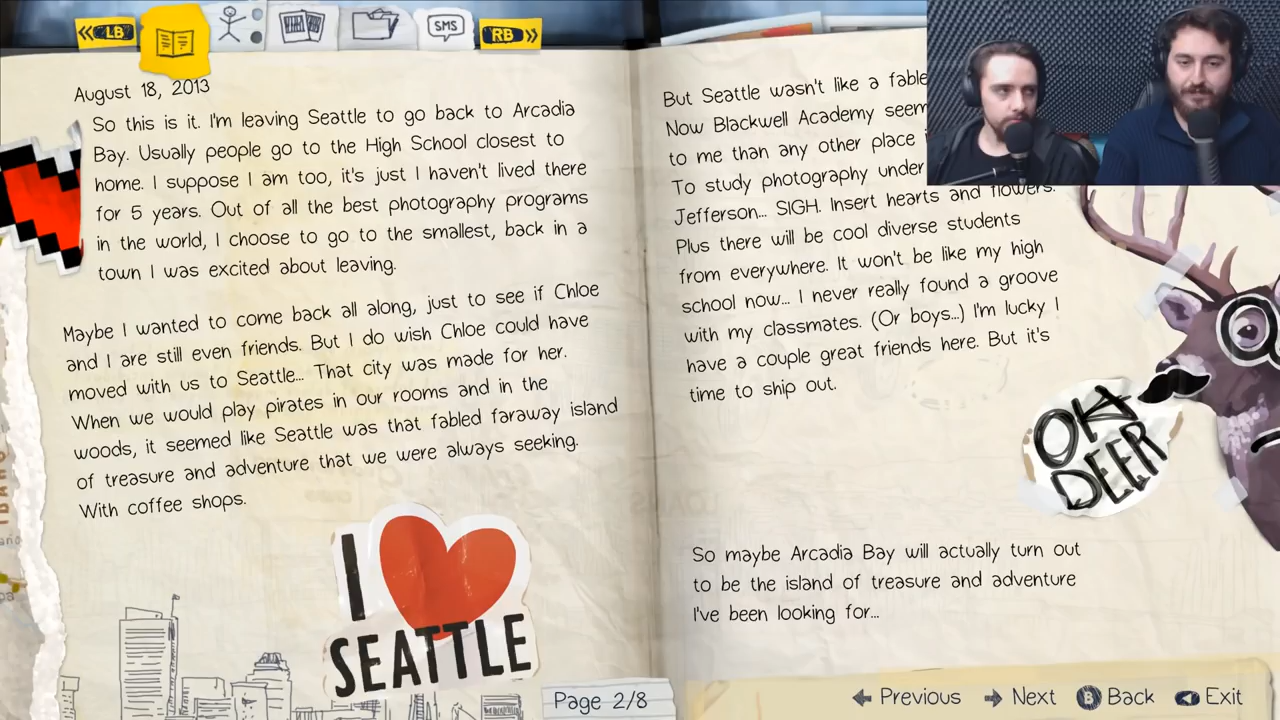 LB
SMS
RB
August 18, 2013
So this is it. I'm leaving Seattle to go back to Arcadia
Bay. Usually people go to the High School closest to
home. I suppose I am too, it's just I haven't lived there
for 5 years. Out of all the best photography programs
in the world, I choose to go to the smallest, back in a
town I was excited about leaving.
Maybe I wanted to come back all along, just to see if Chloe
and I are still even friends. But I do wish Chloe could have
moved with us to Seattle... That city was made for her.
When we would play pirates in our rooms and in the
woods, it seemed like Seattle was that fabled faraway island
of treasure and adventure that we were always seeking.
With coffee shops.
I
SEATTLE
But Seattle wasn't like a fable
Now Blackwell Academy seem
to me than any other place
To study photography under
Jefferson... SIGH. Insert hearts and flowers.
Plus there will be cool diverse students
from everywhere. It won't be like my high
school now... I never really found a groove
with my classmates. (Or boys...) I'm lucky I
have a couple great friends here. But it's
time to ship out.
OH
DEER
So maybe Arcadia Bay will actually turn out
to be the island of treasure and adventure
I've been looking for...
Page 2/8
Previous
Next
B Back
Exit